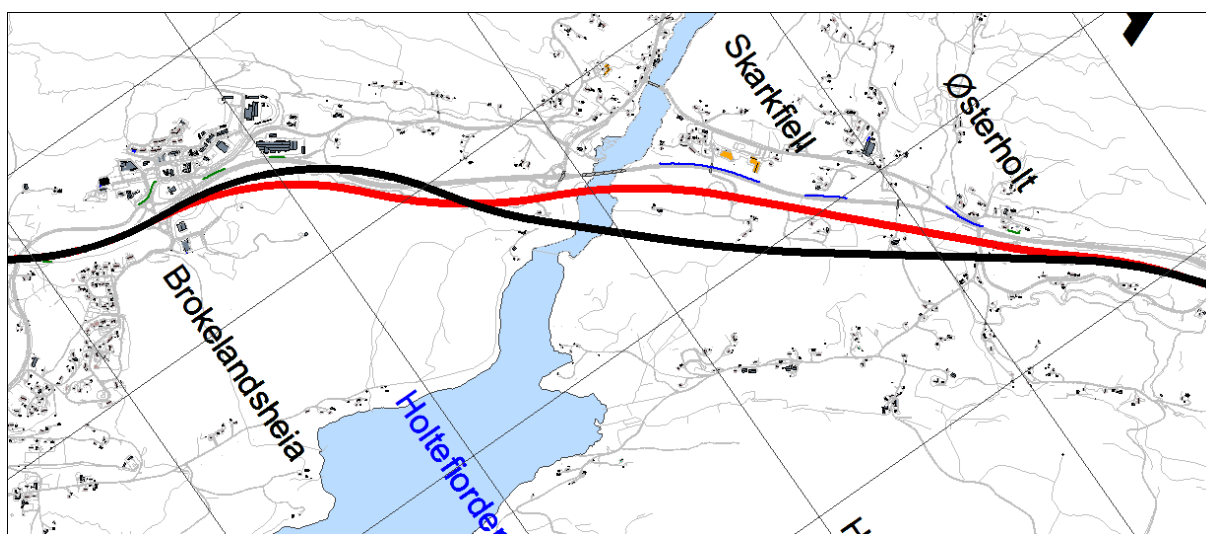 Skarkfjell
Østerholt
Brokelandsheia
Holtefjorden
H